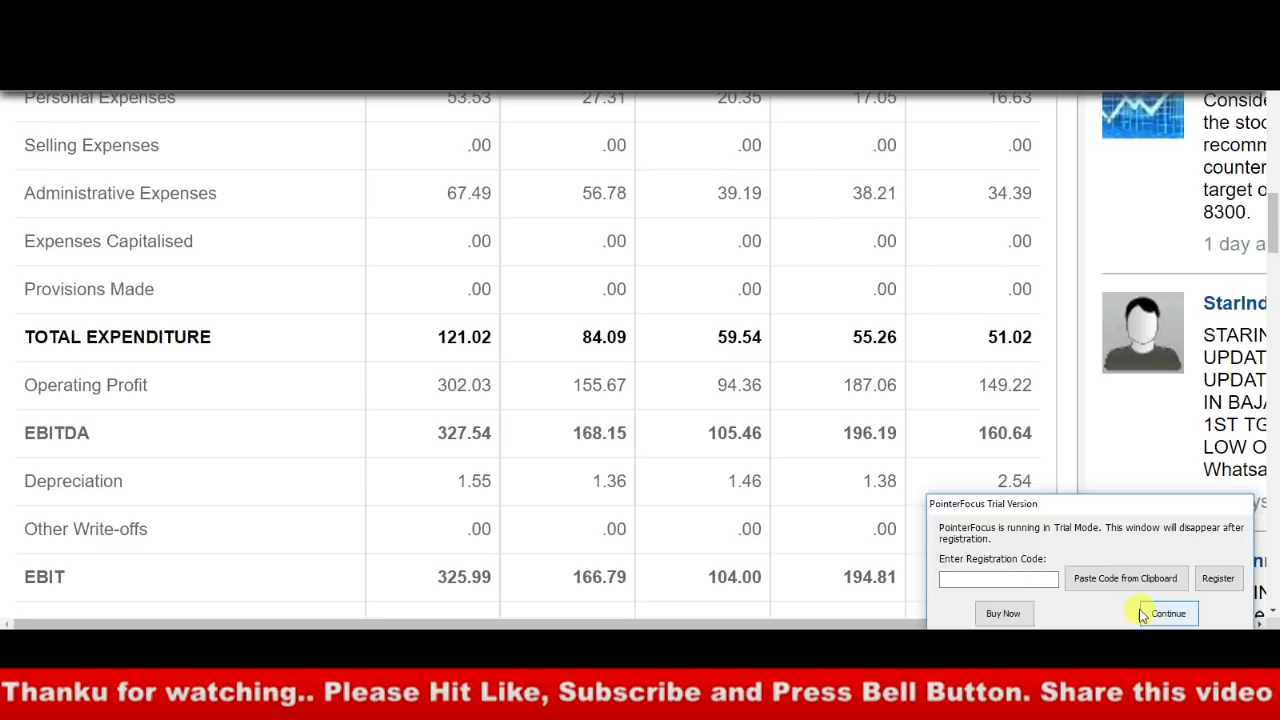 Personal Expenses 53.53 27.31 20.35 17.05 16.63
Selling Expenses .00 .00 .00 .00 .00
Administrative Expenses 67.49 56.78 39.19 38.21 34.39
Expenses Capitalised .00 .00 .00 .00 .00
Provisions Made .00 .00 .00 .00 .00
TOTAL EXPENDITURE 121.02 84.09 59.54 55.26 51.02
Operating Profit 302.03 155.67 94.36 187.06 149.22
EBITDA 327.54 168.15 105.46 196.19 160.64
Depreciation 1.55 1.36 1.46 1.38 2.54
Other Write-offs .00 .00 .00 .00
EBIT 325.99 166.79 104.00 194.81
the
counter
target o
8300.
1 day a
StarInd
UPDAT
UPDAT
IN BAJA
1ST TG
LOW O
Whatsa
PointerFocus Trial Version
PointerFocus is running in Trial Mode. This window will disappear after
registration.
Enter Registration Code:
Paste Code from Clipboard
Register
Buy Now
Continue
Thanku for watching.. Please Hit Like, Subscribe and Press Bell Button. Share this video